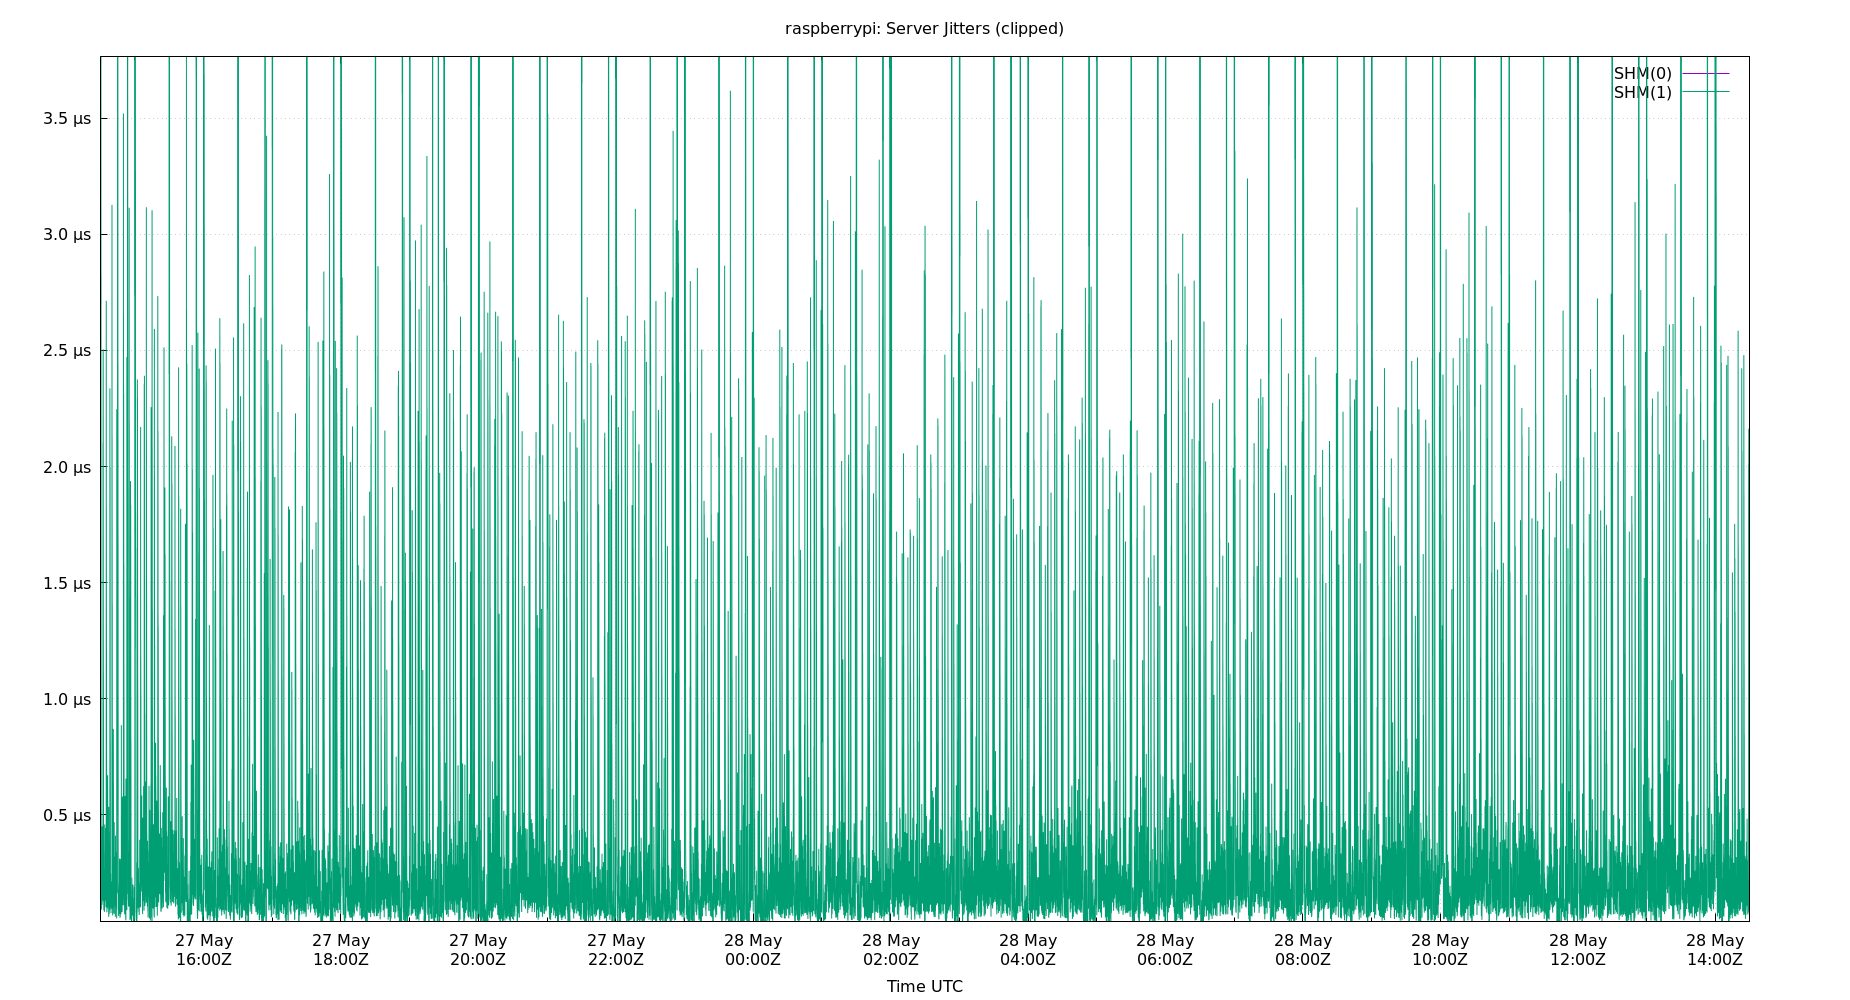 raspberrypi: Server Jitters (clipped)
SHM(0)
SHM(1)
3.5 µs
3.0 µs
2.5 µs
2.0 µs
1.5 µs
1.0 µs
0.5 µs
27 May 27 May 27 May 27 May 28 May 28 May 28 May 28 May 28 May 28 May 28 May 28 May
16:00Z 18:00Z 20:00Z 22:00Z 00:00Z 02:00Z 04:00Z 06:00Z 08:00Z 10:00Z 12:00Z 14:00Z
Time UTC